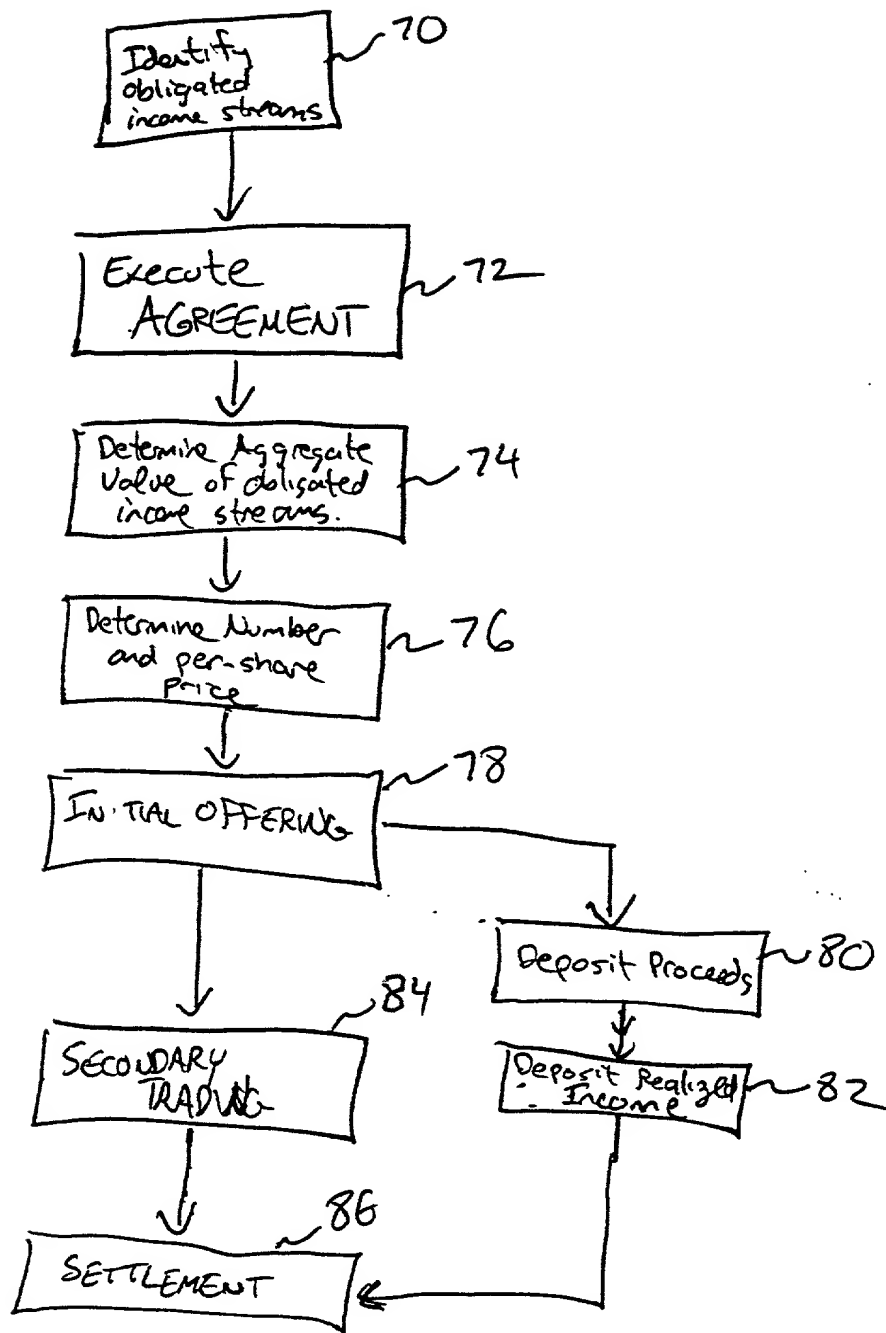 70
Identify
obligated
income streams
72
Execute
AGREEMENT
74
Determine Aggregate
Value of obligated
income streams.
76
Determine Number
and per-share
Price
78
INITIAL OFFERING
80
Deposit Proceeds
84
SECONDARY
TRADING
82
Deposit Realized
Income
86
SETTLEMENT